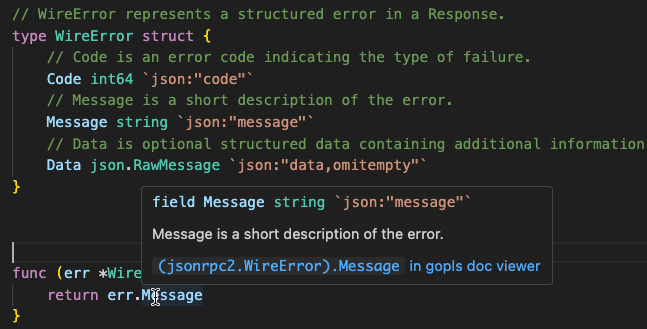 // WireError represents a structured error in a Response.
type WireError struct {
// Code is an error code indicating the type of failure.
Code int64 `json:"code"`
// Message is a short description of the error.
Message string `json:"message"`
// Data is optional structured data containing additional information
Data json.RawMessage `json:"data,omitempty"`
}
field Message string `json:"message"`
Message is a short description of the error.
(jsonrpc2.WireError).Message in gopls doc viewer
func (err *Wire
return err.Message
}